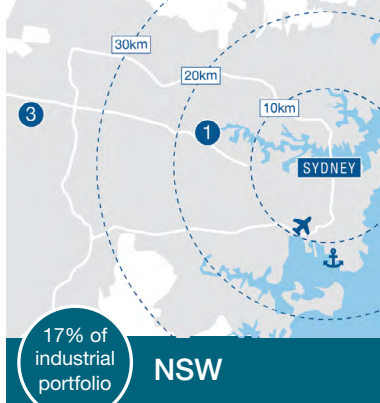 30km
20km
10km
3
1
SYDNEY
17% of
industrial
portfolio
NSW